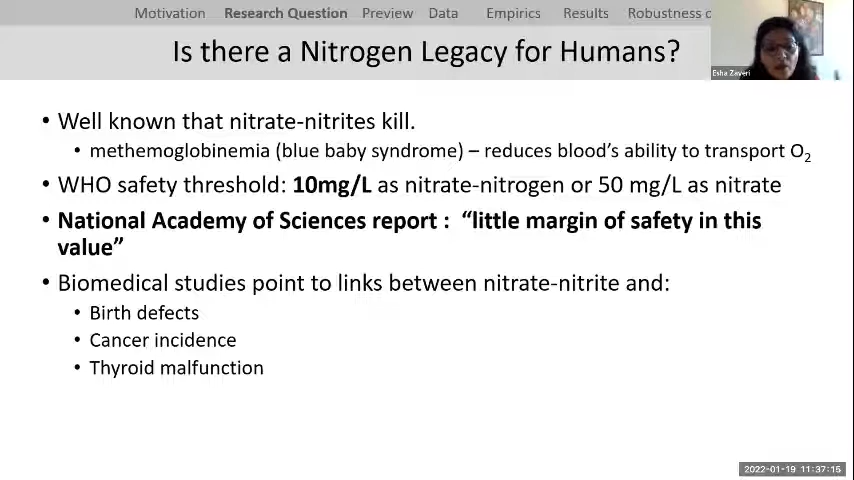 Motivation Research Question Preview Data Empirics Results Robustness
Is there a Nitrogen Legacy for Humans?
Esha Zaveri
• Well known that nitrate-nitrites kill.
• methemoglobinemia (blue baby syndrome) – reduces blood’s ability to transport O₂
• WHO safety threshold: 10mg/L as nitrate-nitrogen or 50 mg/L as nitrate
• National Academy of Sciences report : “little margin of safety in this
value”
• Biomedical studies point to links between nitrate-nitrite and:
• Birth defects
• Cancer incidence
• Thyroid malfunction
2022-01-19 11:37:15